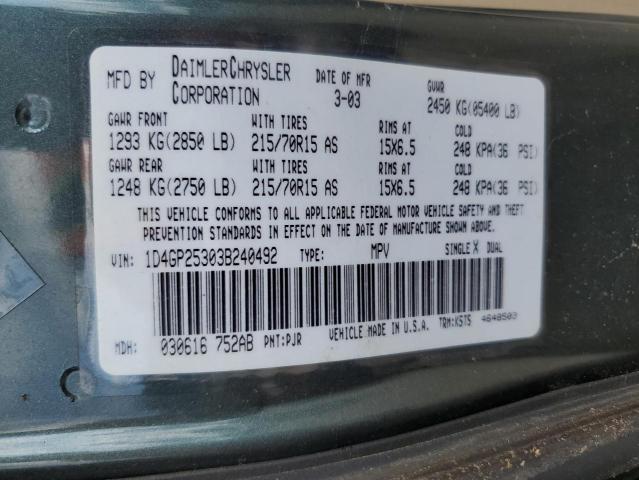 MFD BY DAIMLERCHRYSLER CORPORATION DATE OF MFR 3-03 GVWR 2450 KG(05400 LB)
GAWR FRONT WITH TIRES RIMS AT COLD
1293 KG(2850 LB) 215/70R15 AS 15X6.5 248 KPA(36 PSI)
GAWR REAR WITH TIRES RIMS AT COLD
1248 KG(2750 LB) 215/70R15 AS 15X6.5 248 KPA(36 PSI)
THIS VEHICLE CONFORMS TO ALL APPLICABLE FEDERAL MOTOR VEHICLE SAFETY AND THEFT
PREVENTION STANDARDS IN EFFECT ON THE DATE OF MANUFACTURE SHOWN ABOVE.
VIN: 1D4GP25303B240492 TYPE: MPV SINGLE X DUAL
MDH: 030616 752AB PNT:PJR VEHICLE MADE IN U.S.A. TRM:KST5 4648503